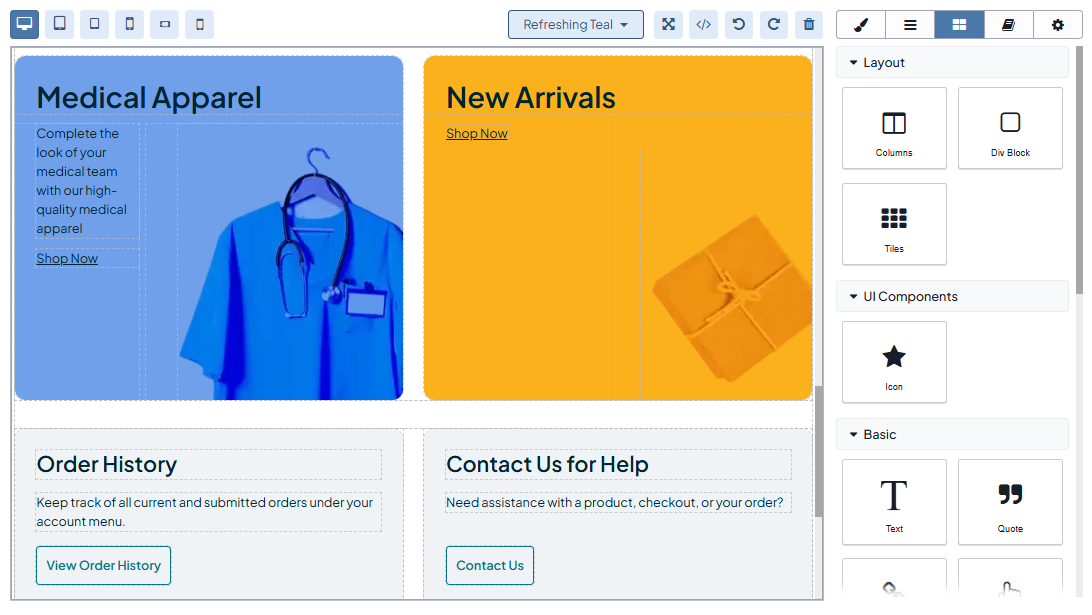 Refreshing Teal
Medical Apparel
Complete the
look of your
medical team
with our high-
quality medical
apparel
Shop Now
New Arrivals
Shop Now
Order History
Keep track of all current and submitted orders under your
account menu.
View Order History
Contact Us for Help
Need assistance with a product, checkout, or your order?
Contact Us
Layout
Columns
Div Block
Tiles
UI Components
Icon
Basic
Text
Quote